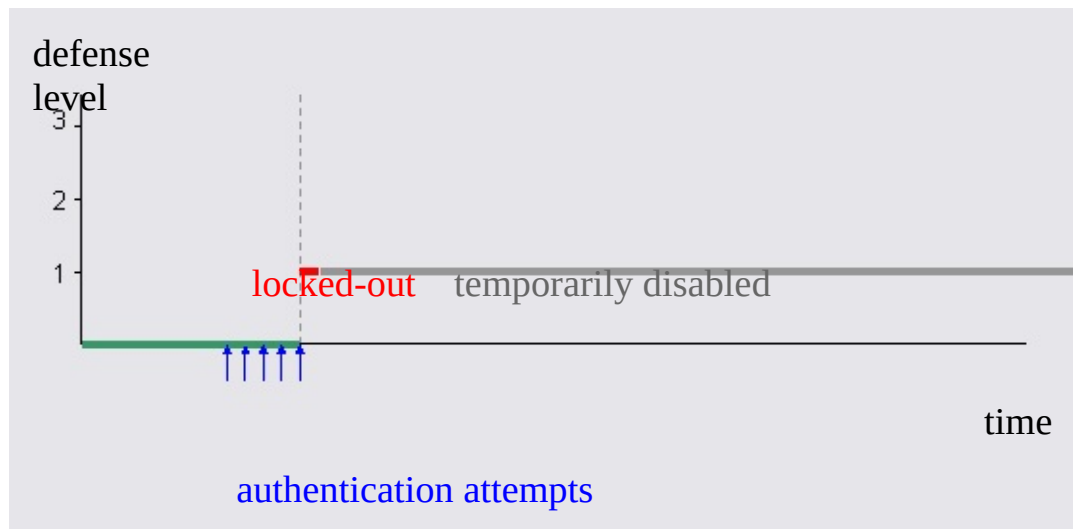 defense
level
3
2
1
locked-out temporarily disabled
time
authentication attempts